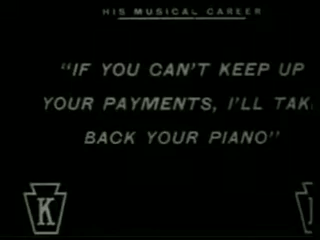 HIS MUSICAL CAREER
"IF YOU CAN'T KEEP UP
YOUR PAYMENTS, I'LL TAK
BACK YOUR PIANO"
K